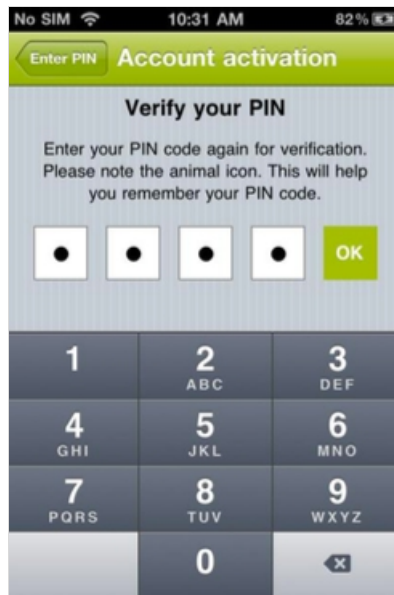 No SIM 10:31 AM 82%
Enter PIN Account activation
Verify your PIN
Enter your PIN code again for verification.
Please note the animal icon. This will help
you remember your PIN code.
OK
1 2 3
ABC DEF
4 5 6
GHI JKL MNO
7 8 9
PQRS TUV WXYZ
0